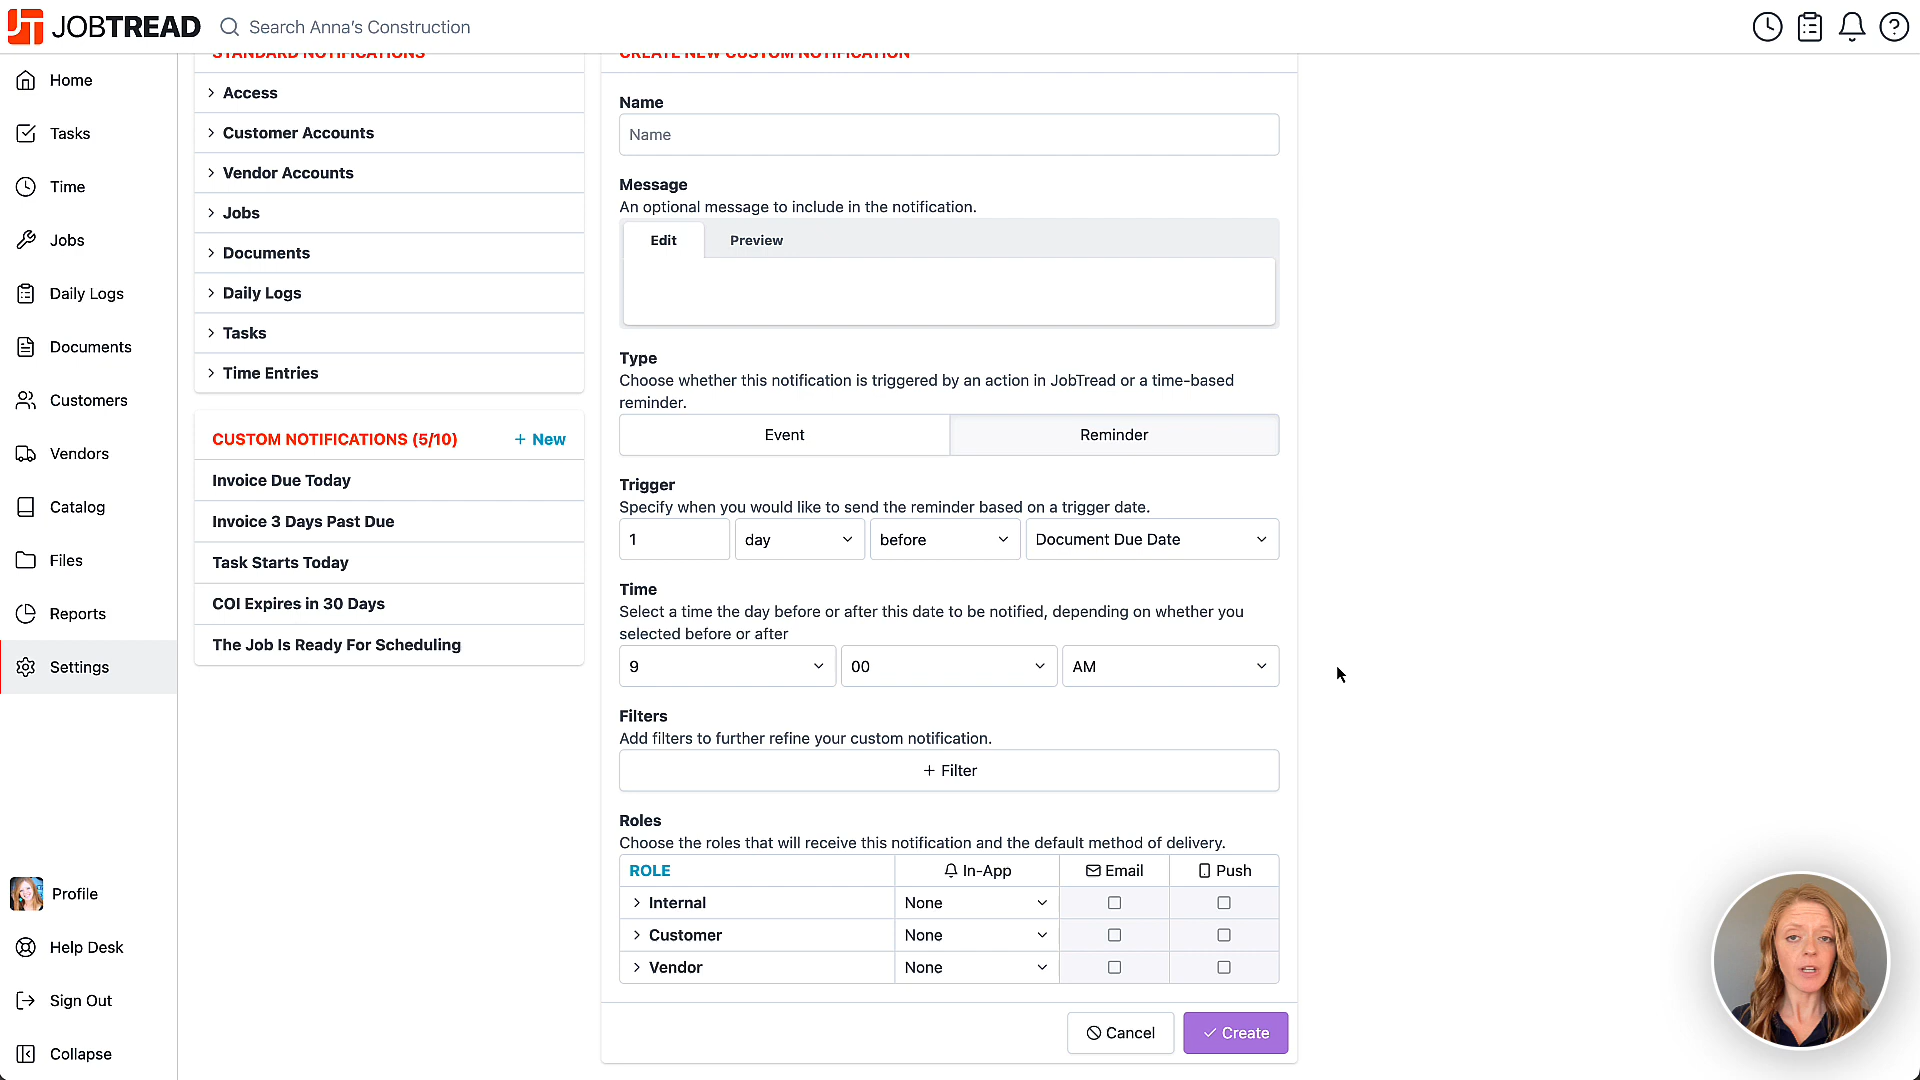 JOBTREAD
Search Anna's Construction
Home
Tasks
Time
Jobs
Daily Logs
Documents
Customers
Vendors
Catalog
Files
Reports
Settings
Profile
Help Desk
Sign Out
Collapse
STANDARD NOTIFICATIONS
Access
Customer Accounts
Vendor Accounts
Jobs
Documents
Daily Logs
Tasks
Time Entries
CUSTOM NOTIFICATIONS (5/10) + New
Invoice Due Today
Invoice 3 Days Past Due
Task Starts Today
COI Expires in 30 Days
The Job Is Ready For Scheduling
CREATE NEW CUSTOM NOTIFICATION
Name
Name
Message
An optional message to include in the notification.
Edit Preview
Type
Choose whether this notification is triggered by an action in JobTread or a time-based
reminder.
Event Reminder
Trigger
Specify when you would like to send the reminder based on a trigger date.
1 day before Document Due Date
Time
Select a time the day before or after this date to be notified, depending on whether you
selected before or after
9 00 AM
Filters
Add filters to further refine your custom notification.
+ Filter
Roles
Choose the roles that will receive this notification and the default method of delivery.
ROLE In-App Email Push
Internal None
Customer None
Vendor None
Cancel Create